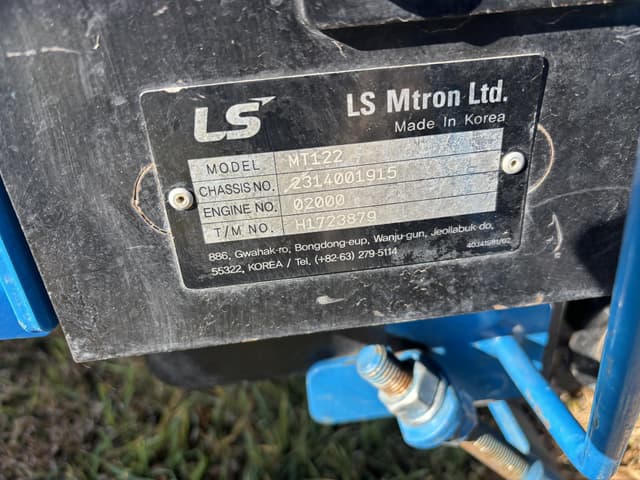 LS LS Mtron Ltd.
Made In Korea
MODEL MT122
CHASSIS NO. 2314001915
ENGINE NO. 02000
T/M NO. H1723879
886, Gwahak-ro, Bongdong-eup, Wanju-gun, Jeollabuk-do,
55322, KOREA / Tel, (+82-63) 279-5114